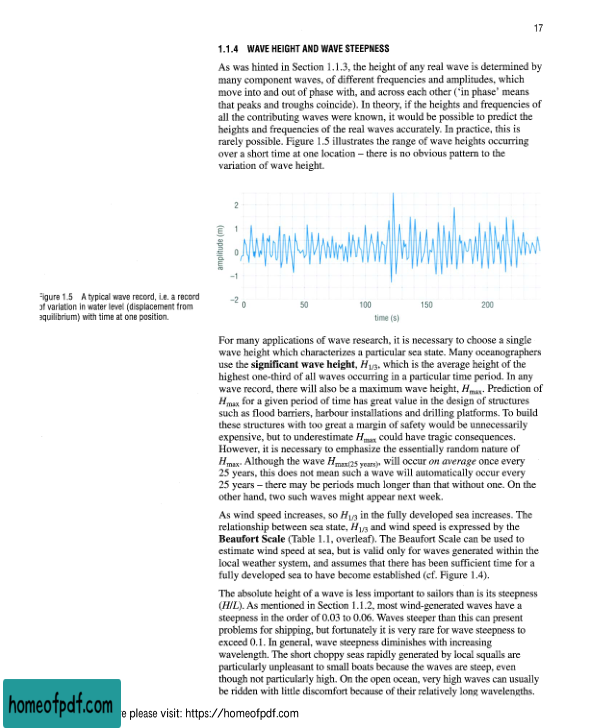 17
1.1.4 WAVE HEIGHT AND WAVE STEEPNESS
As was hinted in Section 1.1.3, the height of any real wave is determined by
many component waves, of different frequencies and amplitudes, which
move into and out of phase with, and across each other (‘in phase’ means
that peaks and troughs coincide). In theory, if the heights and frequencies of
all the contributing waves were known, it would be possible to predict the
heights and frequencies of the real waves accurately. In practice, this is
rarely possible. Figure 1.5 illustrates the range of wave heights occurring
over a short time at one location – there is no obvious pattern to the
variation of wave height.
amplitude (m)
2
1
0
−1
−2
0 50 100 150 200
time (s)
Figure 1.5 A typical wave record, i.e. a record
of variation in water level (displacement from
equilibrium) with time at one position.
For many applications of wave research, it is necessary to choose a single
wave height which characterizes a particular sea state. Many oceanographers
use the significant wave height, H1/3, which is the average height of the
highest one-third of all waves occurring in a particular time period. In any
wave record, there will also be a maximum wave height, Hmax. Prediction of
Hmax for a given period of time has great value in the design of structures
such as flood barriers, harbour installations and drilling platforms. To build
these structures with too great a margin of safety would be unnecessarily
expensive, but to underestimate Hmax could have tragic consequences.
However, it is necessary to emphasize the essentially random nature of
Hmax. Although the wave Hmax(25 years), will occur on average once every
25 years, this does not mean such a wave will automatically occur every
25 years – there may be periods much longer than that without one. On the
other hand, two such waves might appear next week.
As wind speed increases, so H1/3 in the fully developed sea increases. The
relationship between sea state, H1/3 and wind speed is expressed by the
Beaufort Scale (Table 1.1, overleaf). The Beaufort Scale can be used to
estimate wind speed at sea, but is valid only for waves generated within the
local weather system, and assumes that there has been sufficient time for a
fully developed sea to have become established (cf. Figure 1.4).
The absolute height of a wave is less important to sailors than is its steepness
(H/L). As mentioned in Section 1.1.2, most wind-generated waves have a
steepness in the order of 0.03 to 0.06. Waves steeper than this can present
problems for shipping, but fortunately it is very rare for wave steepness to
exceed 0.1. In general, wave steepness diminishes with increasing
wavelength. The short choppy seas rapidly generated by local squalls are
particularly unpleasant to small boats because the waves are steep, even
though not particularly high. On the open ocean, very high waves can usually
be ridden with little discomfort because of their relatively long wavelengths.
homeofpdf.com
e please visit: https://homeofpdf.com